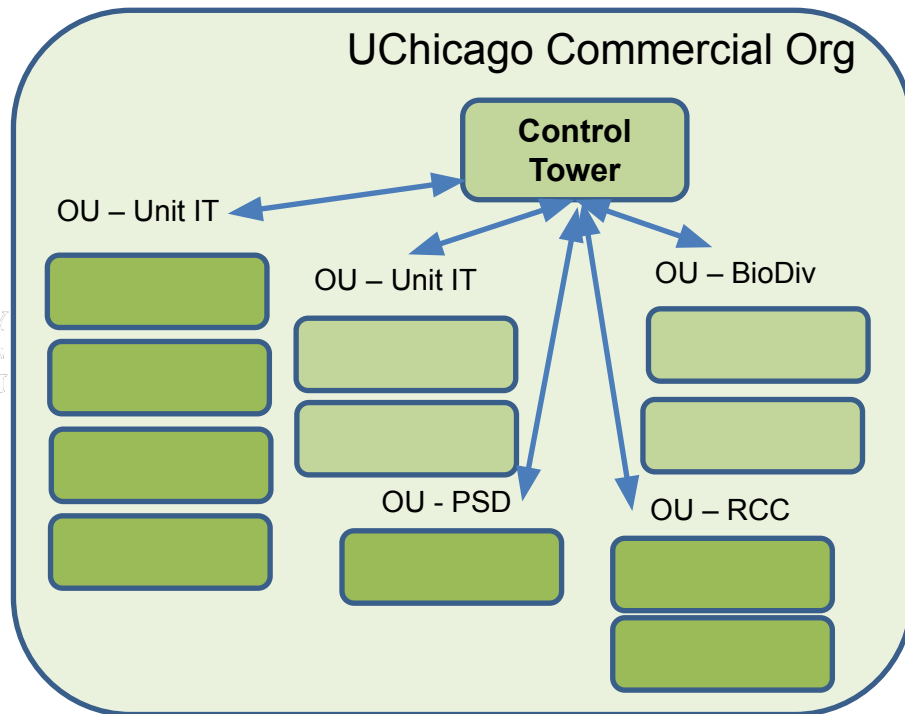 UChicago Commercial Org
Control
Tower
OU – Unit IT
OU – Unit IT
OU – BioDiv
OU - PSD
OU – RCC